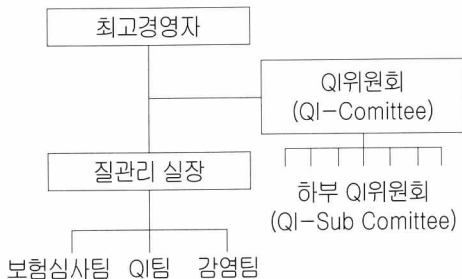 최고경영자
QI위원회
(QI-Comittee)
질관리 실장
하부 QI위원회
(QI-Sub Comittee)
보험심사팀 QI팀 감염팀